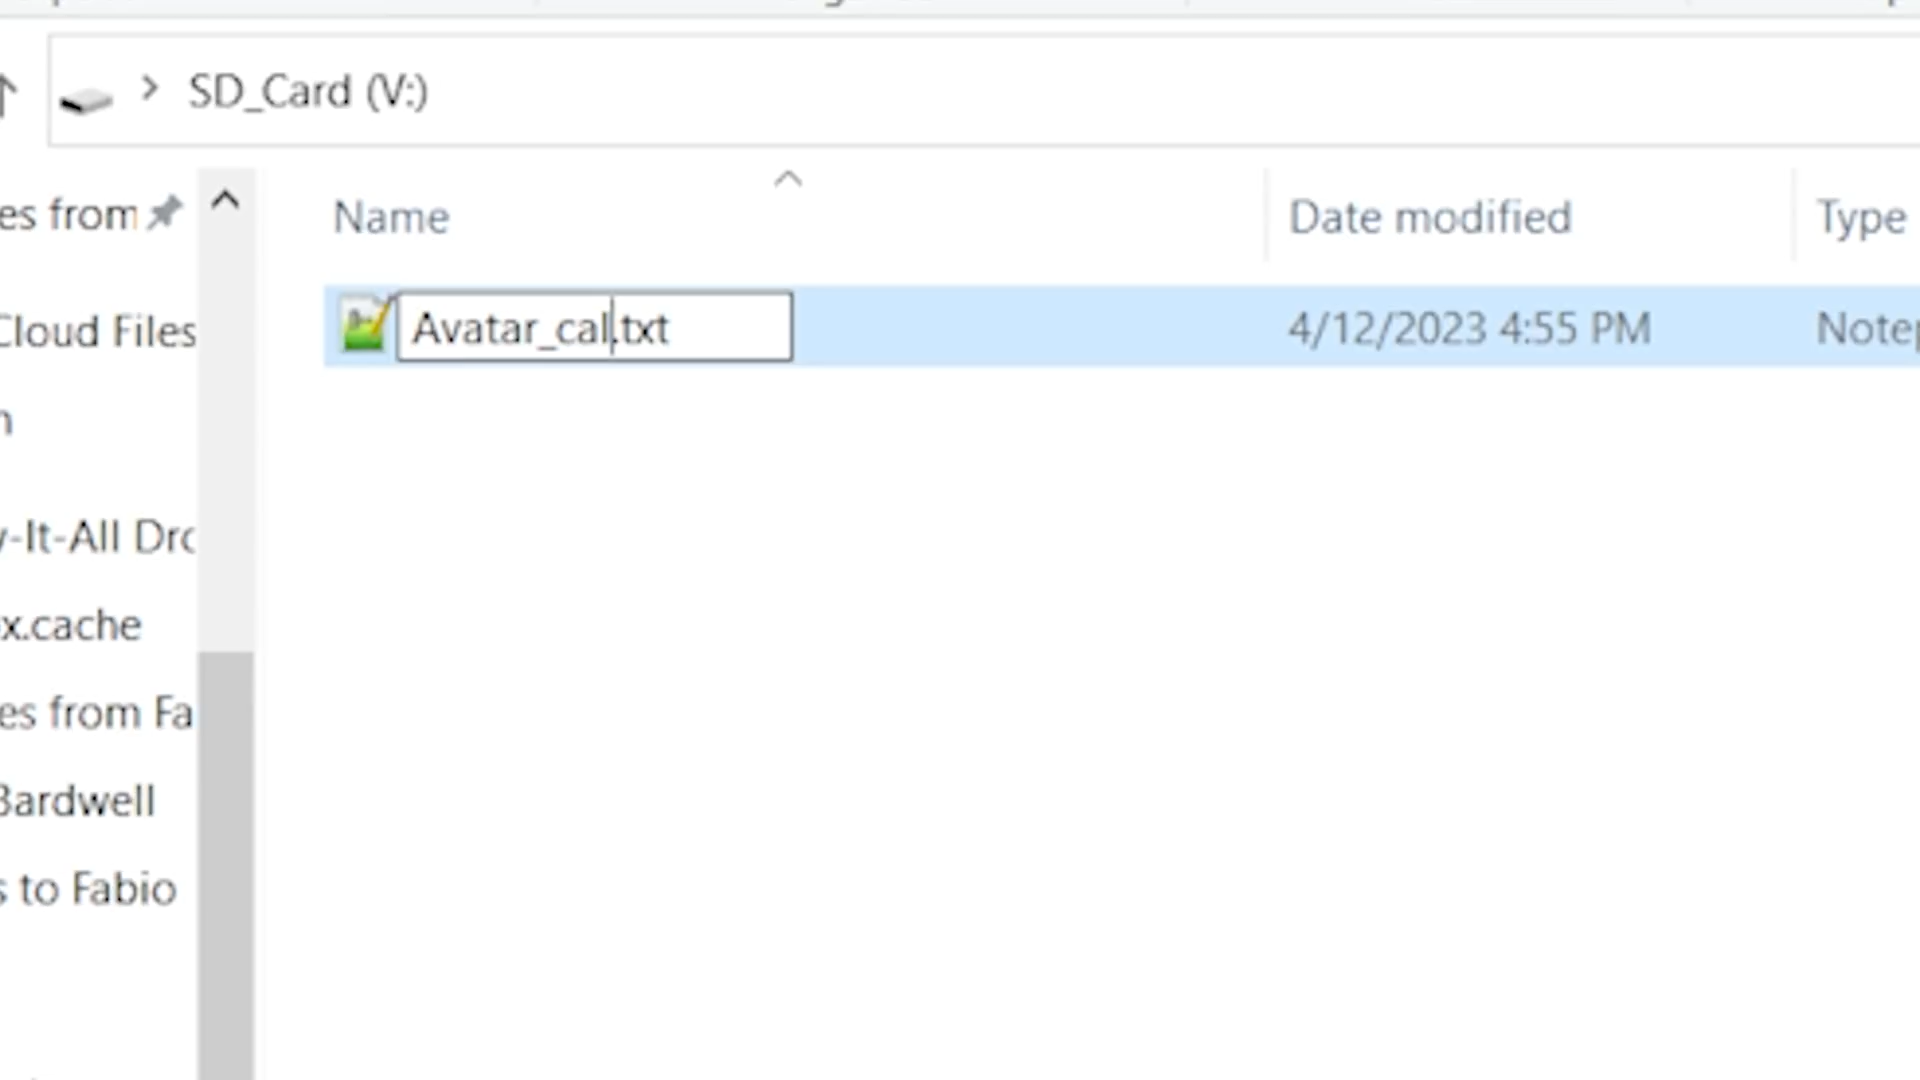 SD_Card (V:)
es from
Name
Date modified
Type
Avatar_cal.txt
4/12/2023 4:55 PM
Note
Cloud Files
y-It-All Dro
x.cache
es from Fa
Bardwell
s to Fabio